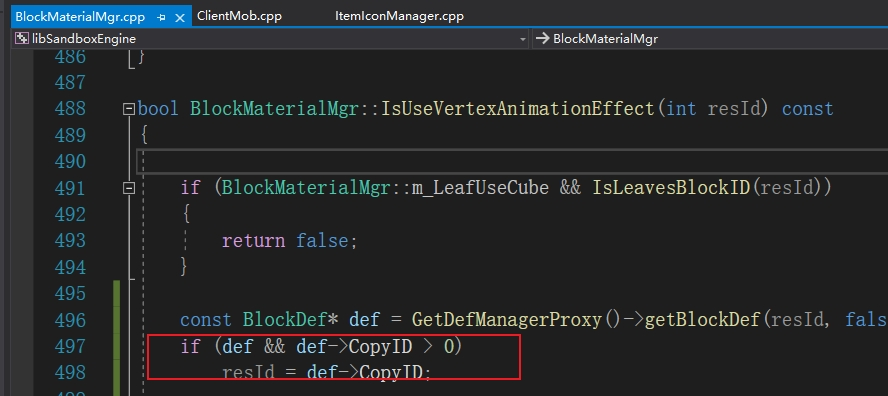 BlockMaterialMgr.cpp ClientMob.cpp ItemIconManager.cpp
libSandboxEngine BlockMaterialMgr
486 }
487
488 bool BlockMaterialMgr::IsUseVertexAnimationEffect(int resId) const
489 {
490
491 if (BlockMaterialMgr::m_LeafUseCube && IsLeavesBlockID(resId))
492 {
493 return false;
494 }
495
496 const BlockDef* def = GetDefManagerProxy()->getBlockDef(resId, fals
497 if (def && def->CopyID > 0)
498 resId = def->CopyID;